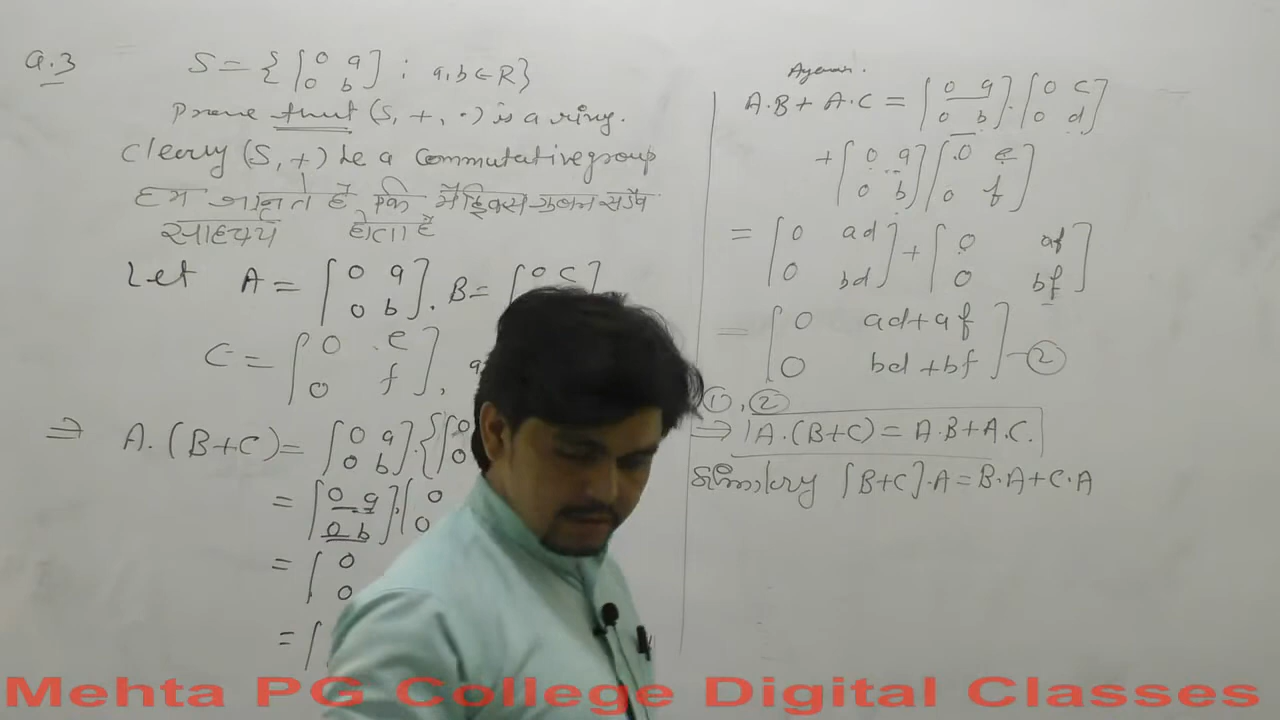 Q.3 S = { [ 0 a ; 0 b ] : a, b ∈ R }
Prove that (S, +, ·) is a ring.
Clearly (S, +) be a Commutative group
हम जानते है कि मैट्रिक्स गुणन सदैव
साहचर्य होता है
Let A = [ 0 a ; 0 b ], B = [ 0 c
C = [ 0 e ; 0 f ],
⇒ A.(B+C) = [ 0 a ; 0 b ].{ [ 0 ; 0
= [ 0 a ; 0 b ].[ 0 ; 0
= [ 0 ; 0
= [
Again.
A.B + A.C = [ 0 a ; 0 b ].[ 0 c ; 0 d ]
+ [ 0 a ; 0 b ][ 0 e ; 0 f ]
= [ 0 ad ; 0 bd ] + [ 0 af ; 0 bf ]
= [ 0 ad+af ; 0 bd+bf ] – ②
①, ②
⇒ A.(B+C) = A.B + A.C.
Similarly [B+C].A = B.A + C.A
Mehta PG College Digital Classes